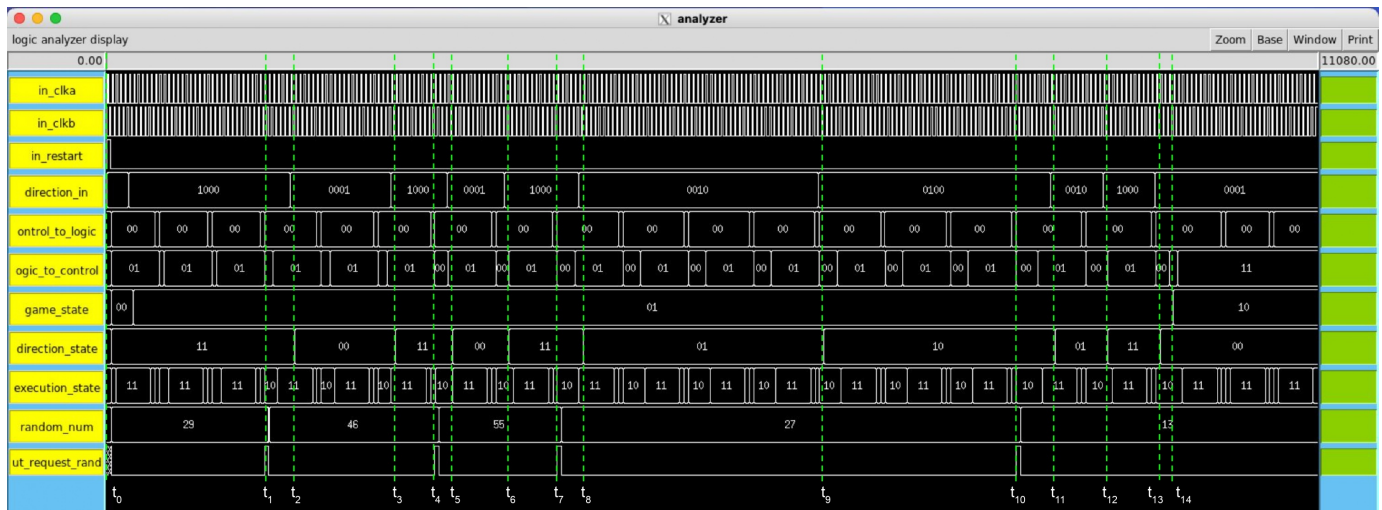 analyzer
logic analyzer display Zoom Base Window Print
0.00 11080.00
in_clka
in_clkb
in_restart
direction_in 1000 0001 1000 0001 1000 0010 0100 0010 1000 0001
ontrol_to_logic 00 00 00 00 00 00 00 00 00 00 00 00 00 00 00 00 00 00
ogic_to_control 01 01 01 01 01 01 00 01 00 01 00 01 00 01 00 01 00 01 00 01 00 01 00 01 00 01 00 11
game_state 00 01 10
direction_state 11 00 11 00 11 01 10 01 11 00
execution_state 11 11 11 10 11 10 11 10 11 10 11 10 11 10 11 10 11 10 11 10 11 10 11 10 11 10 11 10 11 10 11 10 11 11 11
random_num 29 46 55 27 13
ut_request_rand
t0 t1 t2 t3 t4 t5 t6 t7 t8 t9 t10 t11 t12 t13 t14